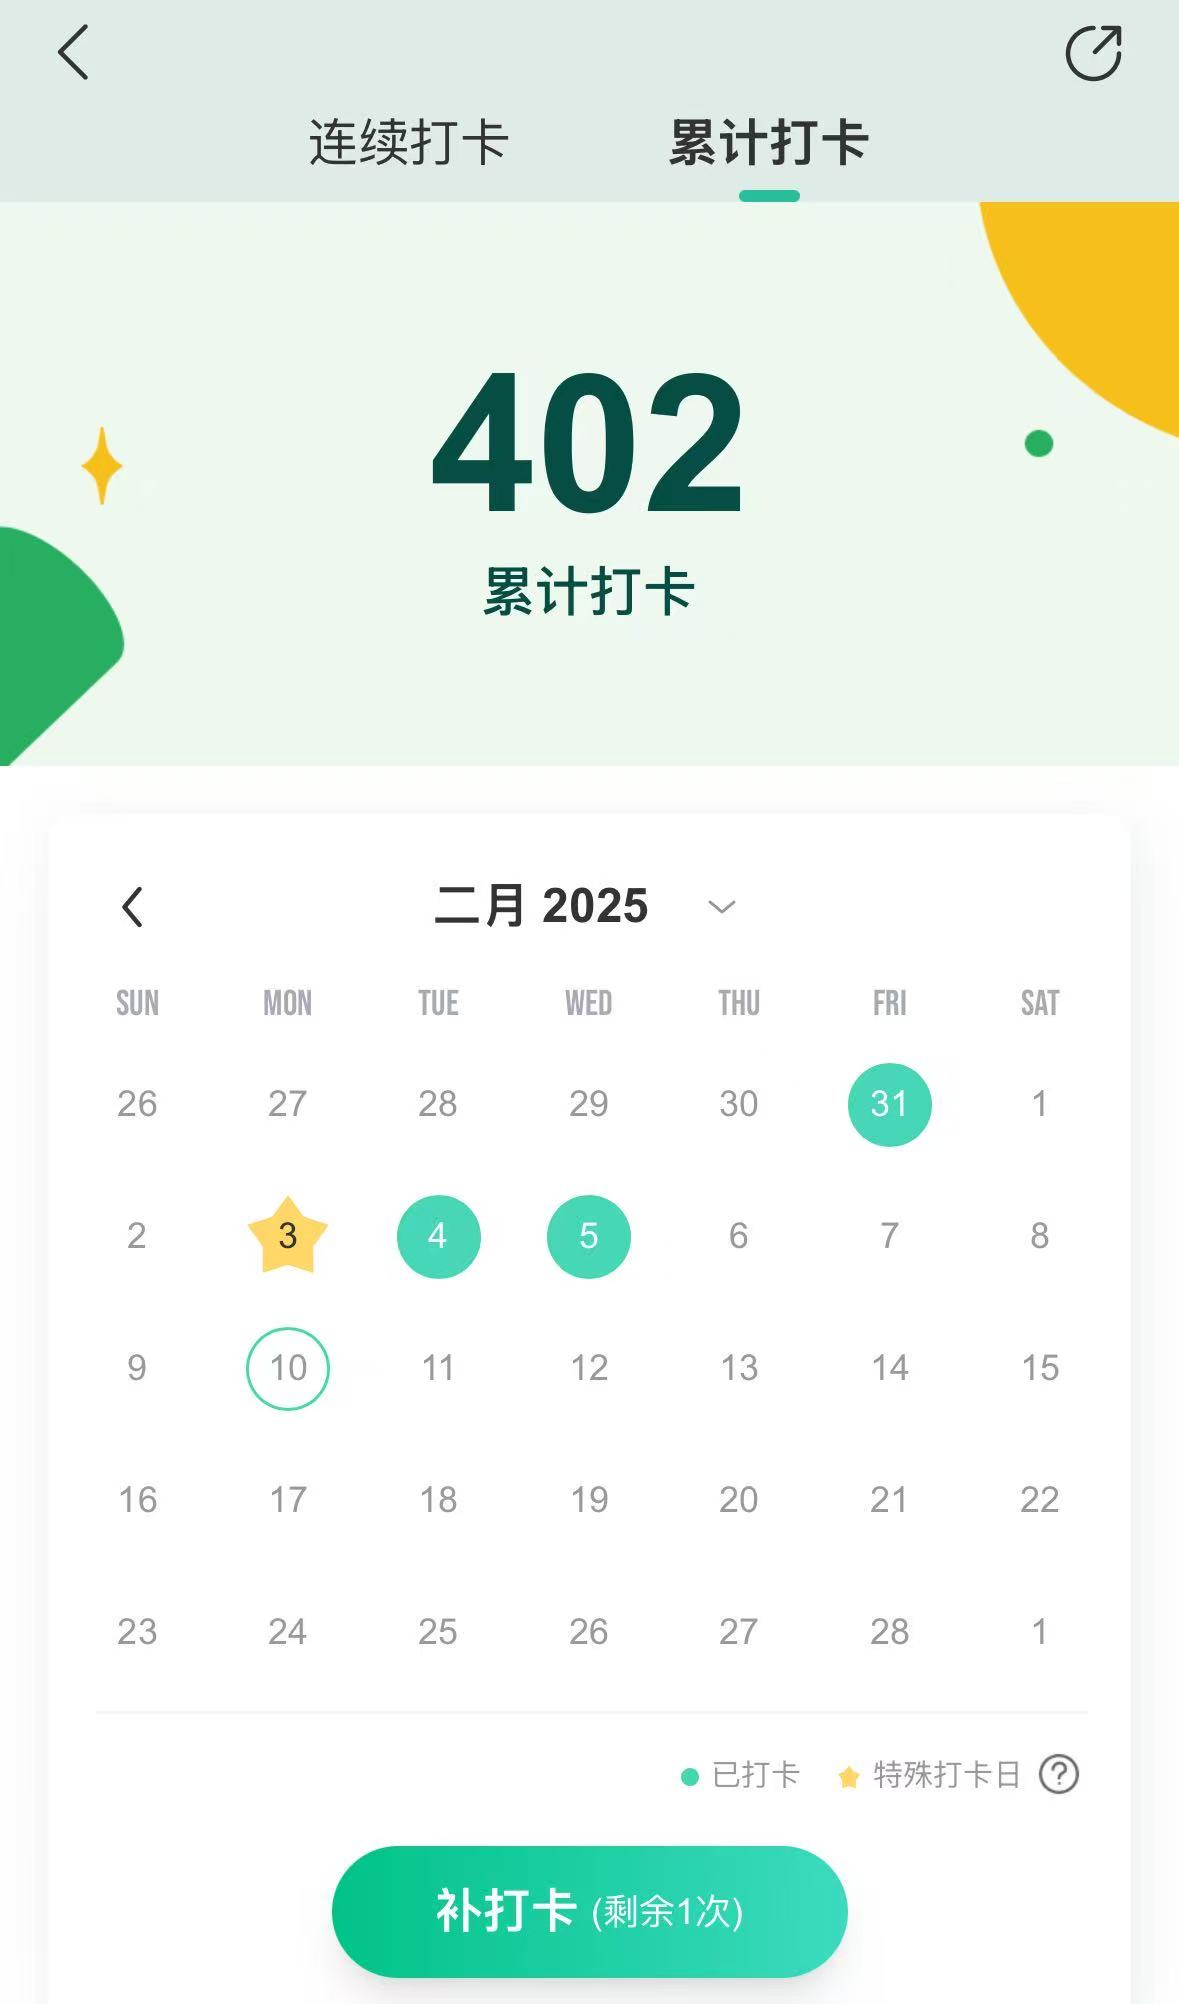 连续打卡 累计打卡
402
累计打卡
二月 2025
SUN MON TUE WED THU FRI SAT
26 27 28 29 30 31 1
2 3 4 5 6 7 8
9 10 11 12 13 14 15
16 17 18 19 20 21 22
23 24 25 26 27 28 1
已打卡 特殊打卡日 ?
补打卡 (剩余1次)